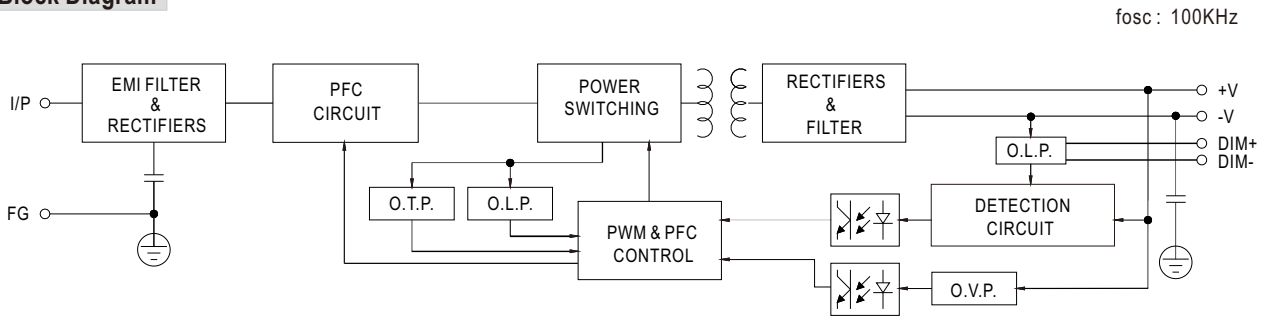 Block Diagram
fosc : 100KHz
I/P
EMI FILTER
&
RECTIFIERS
PFC
CIRCUIT
POWER
SWITCHING
RECTIFIERS
&
FILTER
+V
-V
DIM+
DIM-
O.L.P.
FG
O.T.P.
O.L.P.
PWM & PFC
CONTROL
DETECTION
CIRCUIT
O.V.P.